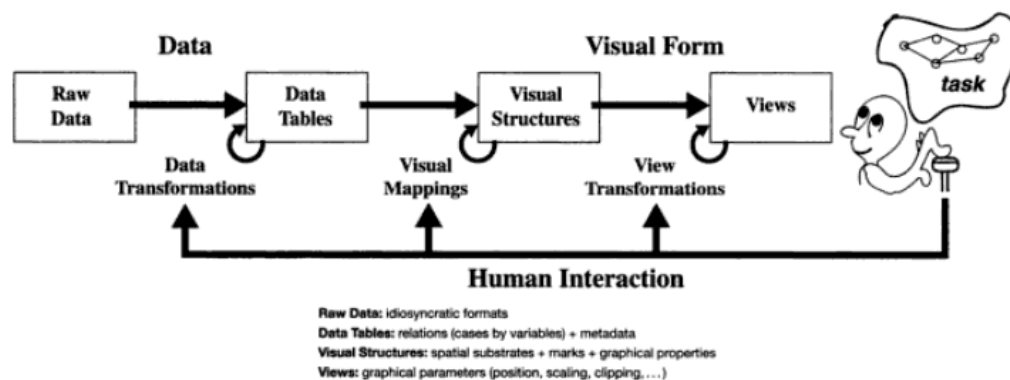 Data
Visual Form
Raw
Data
Data
Tables
Visual
Structures
Views
task
Data
Transformations
Visual
Mappings
View
Transformations
Human Interaction
Raw Data: idiosyncratic formats
Data Tables: relations (cases by variables) + metadata
Visual Structures: spatial substrates + marks + graphical properties
Views: graphical parameters (position, scaling, clipping, ...)